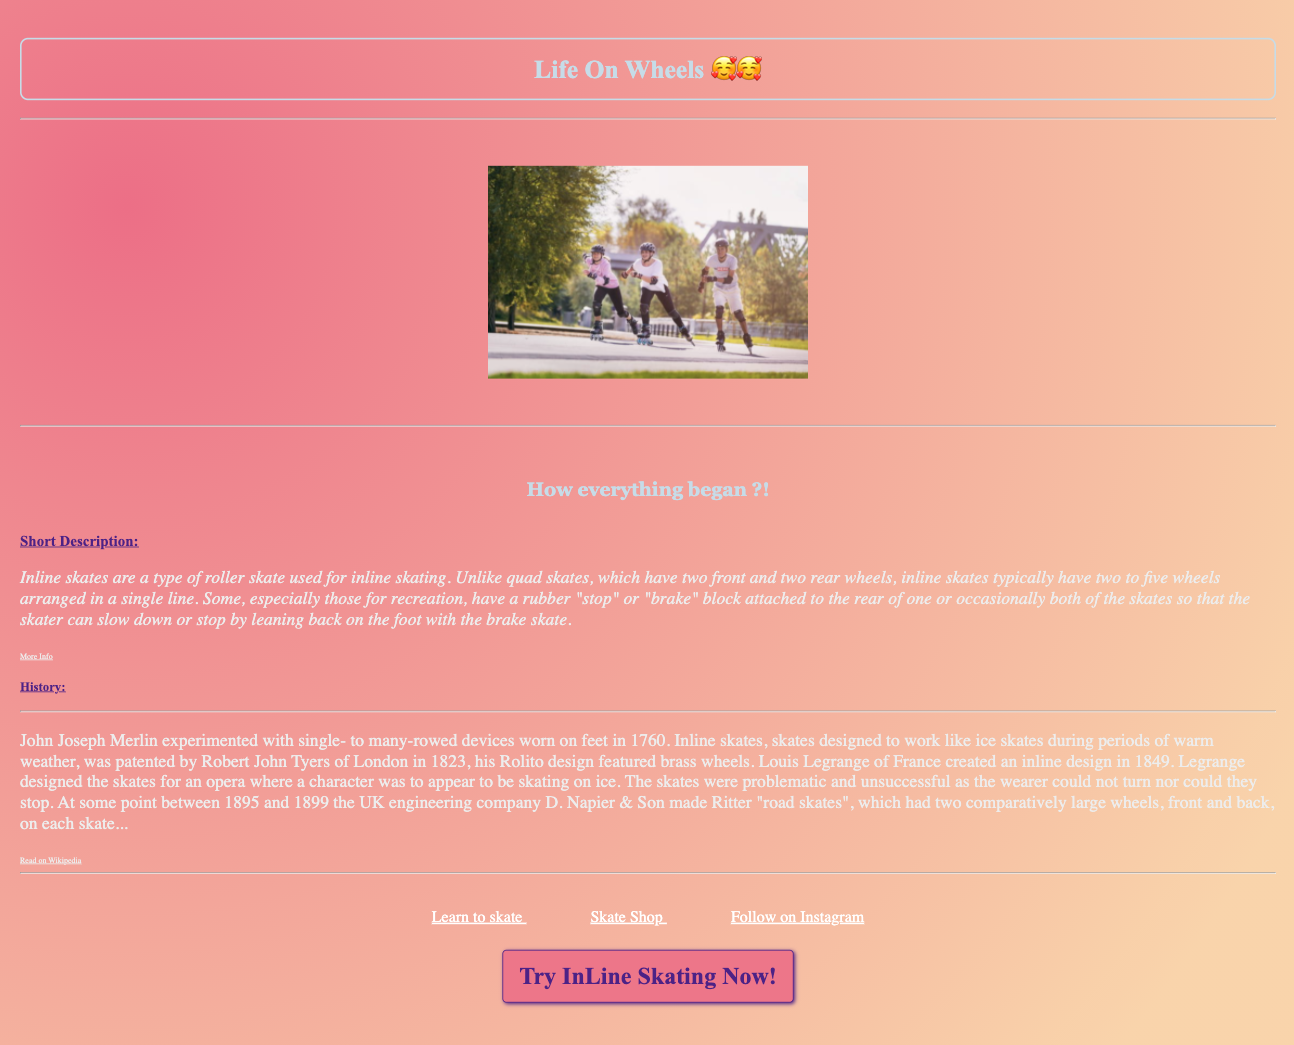 Life On Wheels 🥰🥰
How everything began ?!
Short Description:
Inline skates are a type of roller skate used for inline skating. Unlike quad skates, which have two front and two rear wheels, inline skates typically have two to five wheels
arranged in a single line. Some, especially those for recreation, have a rubber "stop" or "brake" block attached to the rear of one or occasionally both of the skates so that the
skater can slow down or stop by leaning back on the foot with the brake skate.
More Info
History:
John Joseph Merlin experimented with single- to many-rowed devices worn on feet in 1760. Inline skates, skates designed to work like ice skates during periods of warm
weather, was patented by Robert John Tyers of London in 1823, his Rolito design featured brass wheels. Louis Legrange of France created an inline design in 1849. Legrange
designed the skates for an opera where a character was to appear to be skating on ice. The skates were problematic and unsuccessful as the wearer could not turn nor could they
stop. At some point between 1895 and 1899 the UK engineering company D. Napier & Son made Ritter "road skates", which had two comparatively large wheels, front and back,
on each skate...
Read on Wikipedia
Learn to skate Skate Shop Follow on Instagram
Try InLine Skating Now!